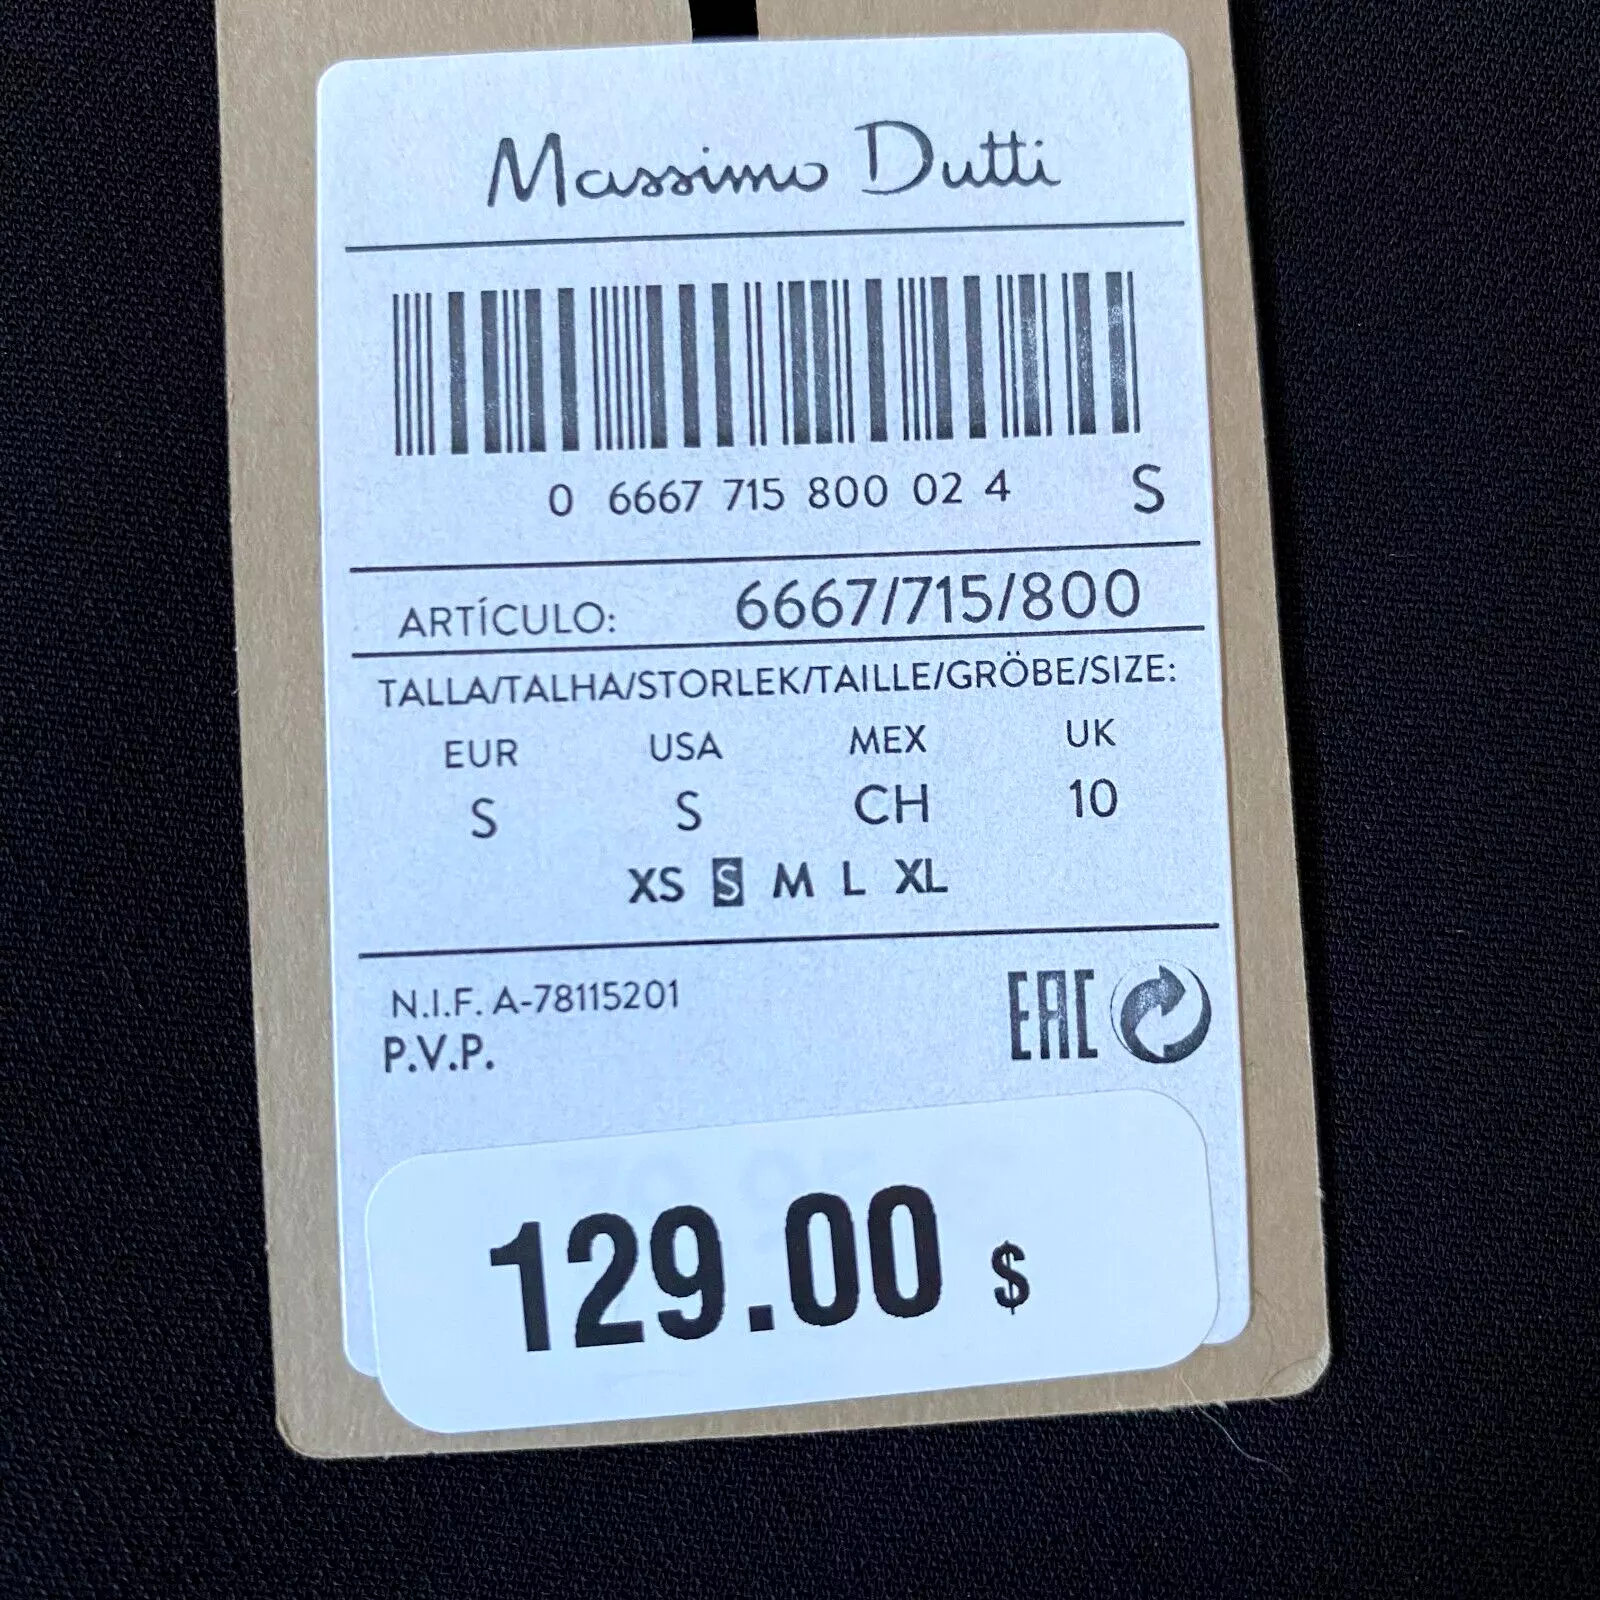 Massimo Dutti
0 6667 715 800 02 4 S
ARTÍCULO: 6667/715/800
TALLA/TALHA/STORLEK/TAILLE/GRÖBE/SIZE:
EUR USA MEX UK
S S CH 10
XS S M L XL
N.I.F. A-78115201
P.V.P.
EAC
129.00 $